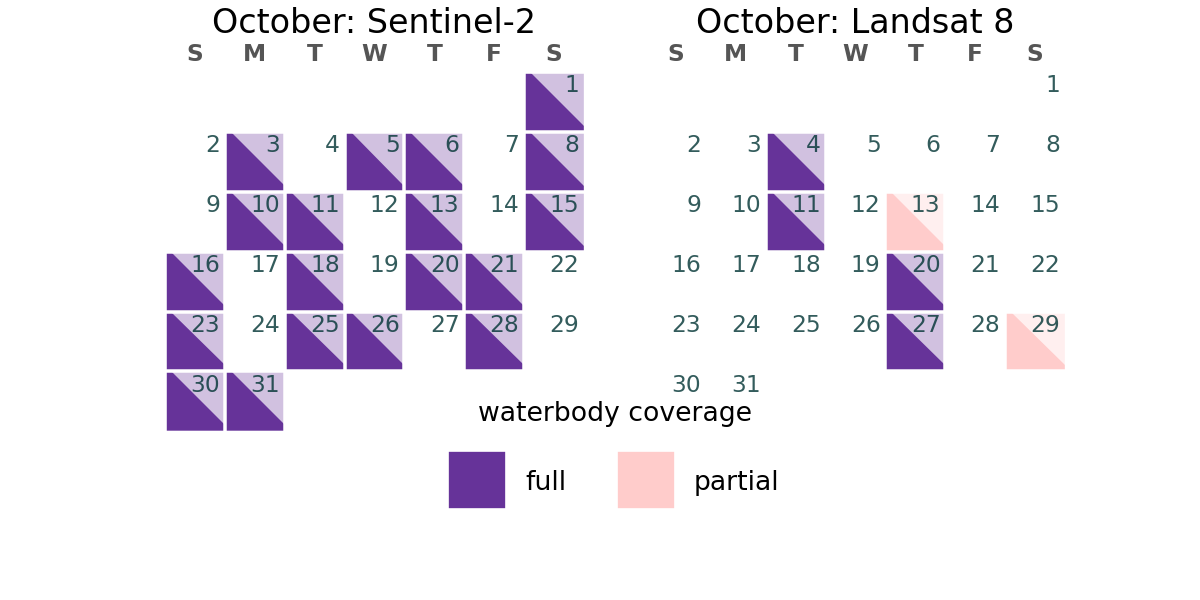 October: Sentinel-2
S M T W T F S
1
2 3 4 5 6 7 8
9 10 11 12 13 14 15
16 17 18 19 20 21 22
23 24 25 26 27 28 29
30 31
October: Landsat 8
S M T W T F S
1
2 3 4 5 6 7 8
9 10 11 12 13 14 15
16 17 18 19 20 21 22
23 24 25 26 27 28 29
30 31
waterbody coverage
full partial